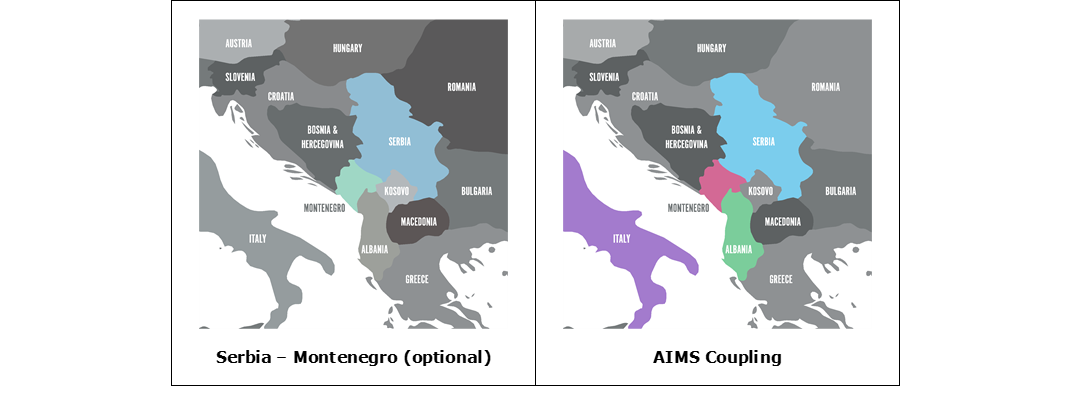 AUSTRIA
HUNGARY
SLOVENIA
ROMANIA
CROATIA
BOSNIA &
HERCEGOVINA
SERBIA
KOSOVO
BULGARIA
MONTENEGRO
MACEDONIA
ITALY
ALBANIA
GREECE
Serbia – Montenegro (optional)
AUSTRIA
HUNGARY
SLOVENIA
ROMANIA
CROATIA
BOSNIA &
HERCEGOVINA
SERBIA
KOSOVO
BULGARIA
MONTENEGRO
MACEDONIA
ITALY
ALBANIA
GREECE
AIMS Coupling